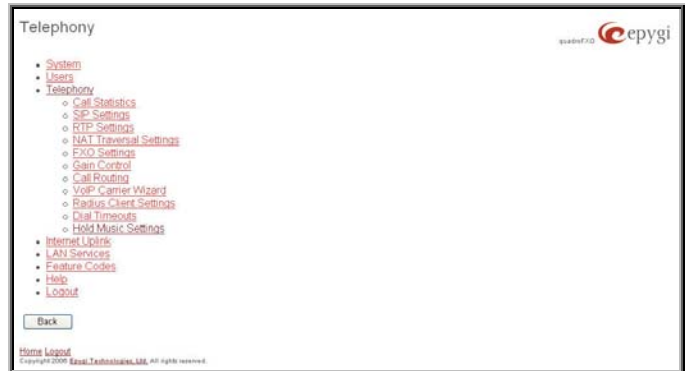 Telephony
quadroFXO epygi
System
Users
Telephony
Call Statistics
SIP Settings
RTP Settings
NAT Traversal Settings
FXO Settings
Gain Control
Call Routing
VoIP Carrier Wizard
Radius Client Settings
Dial Timeouts
Hold Music Settings
Internet Uplink
LAN Services
Feature Codes
Help
Logout
Back
Home Logout
Copyright 2006 Epygi Technologies, Ltd. All rights reserved.